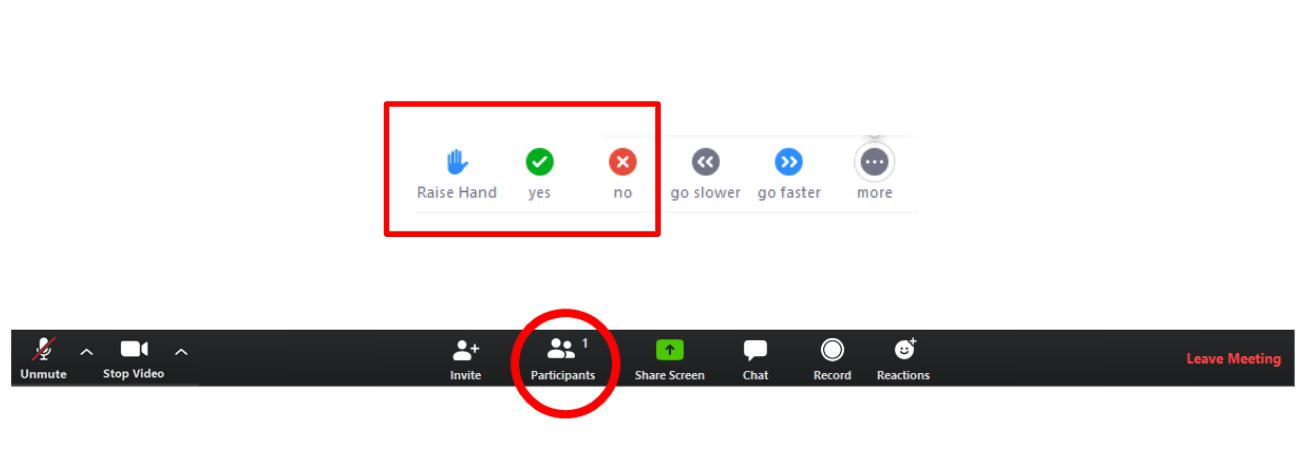 Raise Hand yes no go slower go faster more
1
Unmute Stop Video Invite Participants Share Screen Chat Record Reactions Leave Meeting